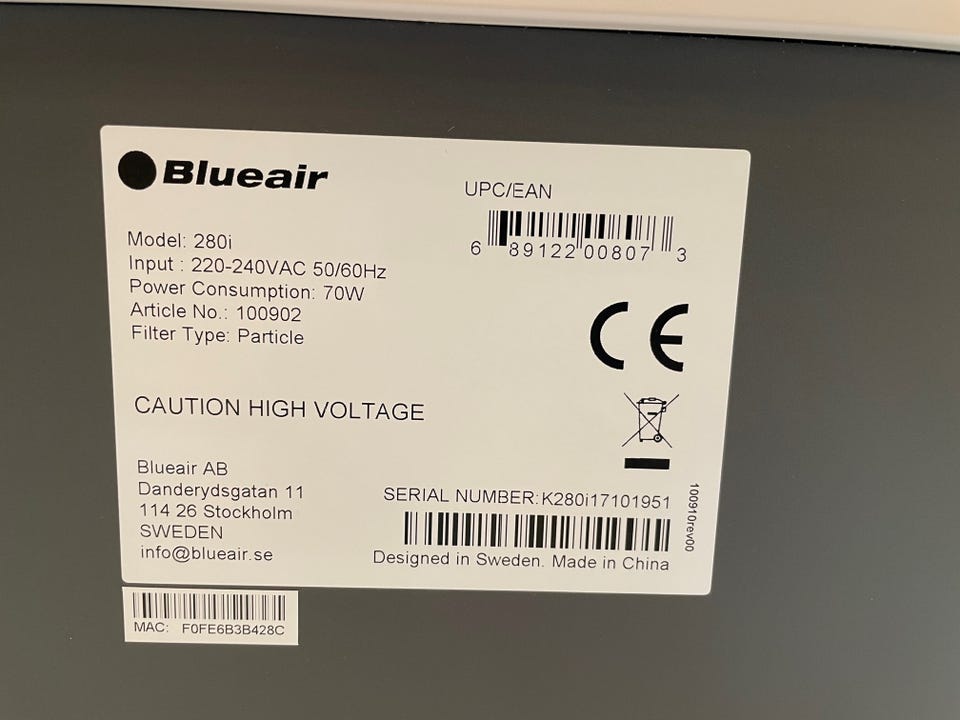 Blueair
Model: 280i
Input : 220-240VAC 50/60Hz
Power Consumption: 70W
Article No.: 100902
Filter Type: Particle
UPC/EAN
6 89122 00807 3
CE
CAUTION HIGH VOLTAGE
Blueair AB
Danderydsgatan 11
114 26 Stockholm
SWEDEN
info@blueair.se
SERIAL NUMBER:K280i17101951
Designed in Sweden. Made in China
100910rev00
MAC: F0FE6B3B428C